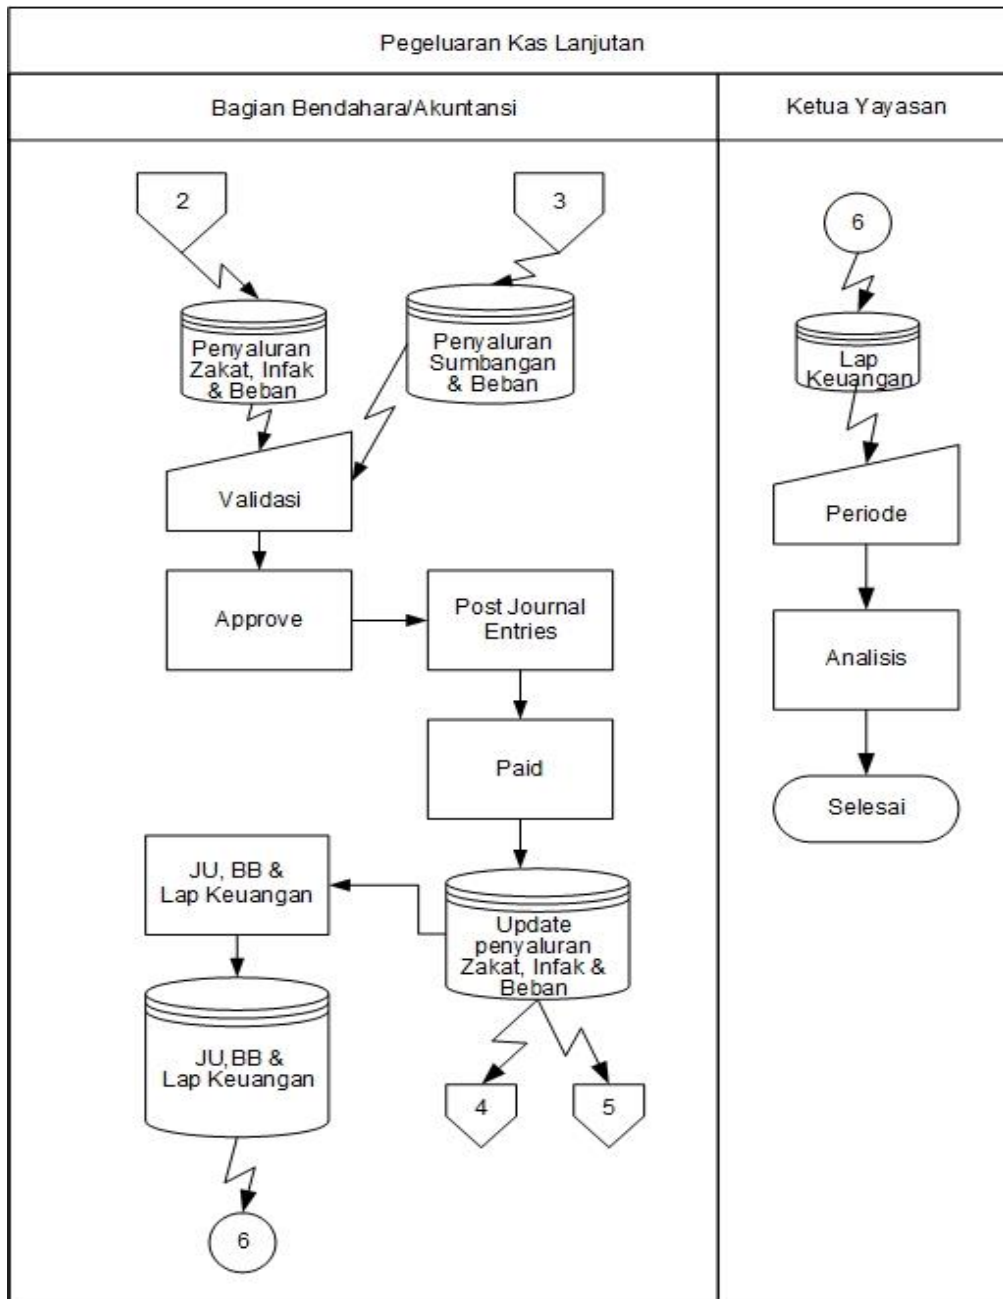 Pegeluaran Kas Lanjutan
Bagian Bendahara/Akuntansi
Ketua Yayasan
2
3
Penyaluran
Zakat, Infak
& Beban
Penyaluran
Sumbangan
& Beban
Validasi
Approve
Post Journal
Entries
Paid
Update
penyaluran
Zakat, Infak &
Beban
JU, BB &
Lap Keuangan
JU,BB &
Lap Keuangan
4
5
6
6
Lap
Keuangan
Periode
Analisis
Selesai